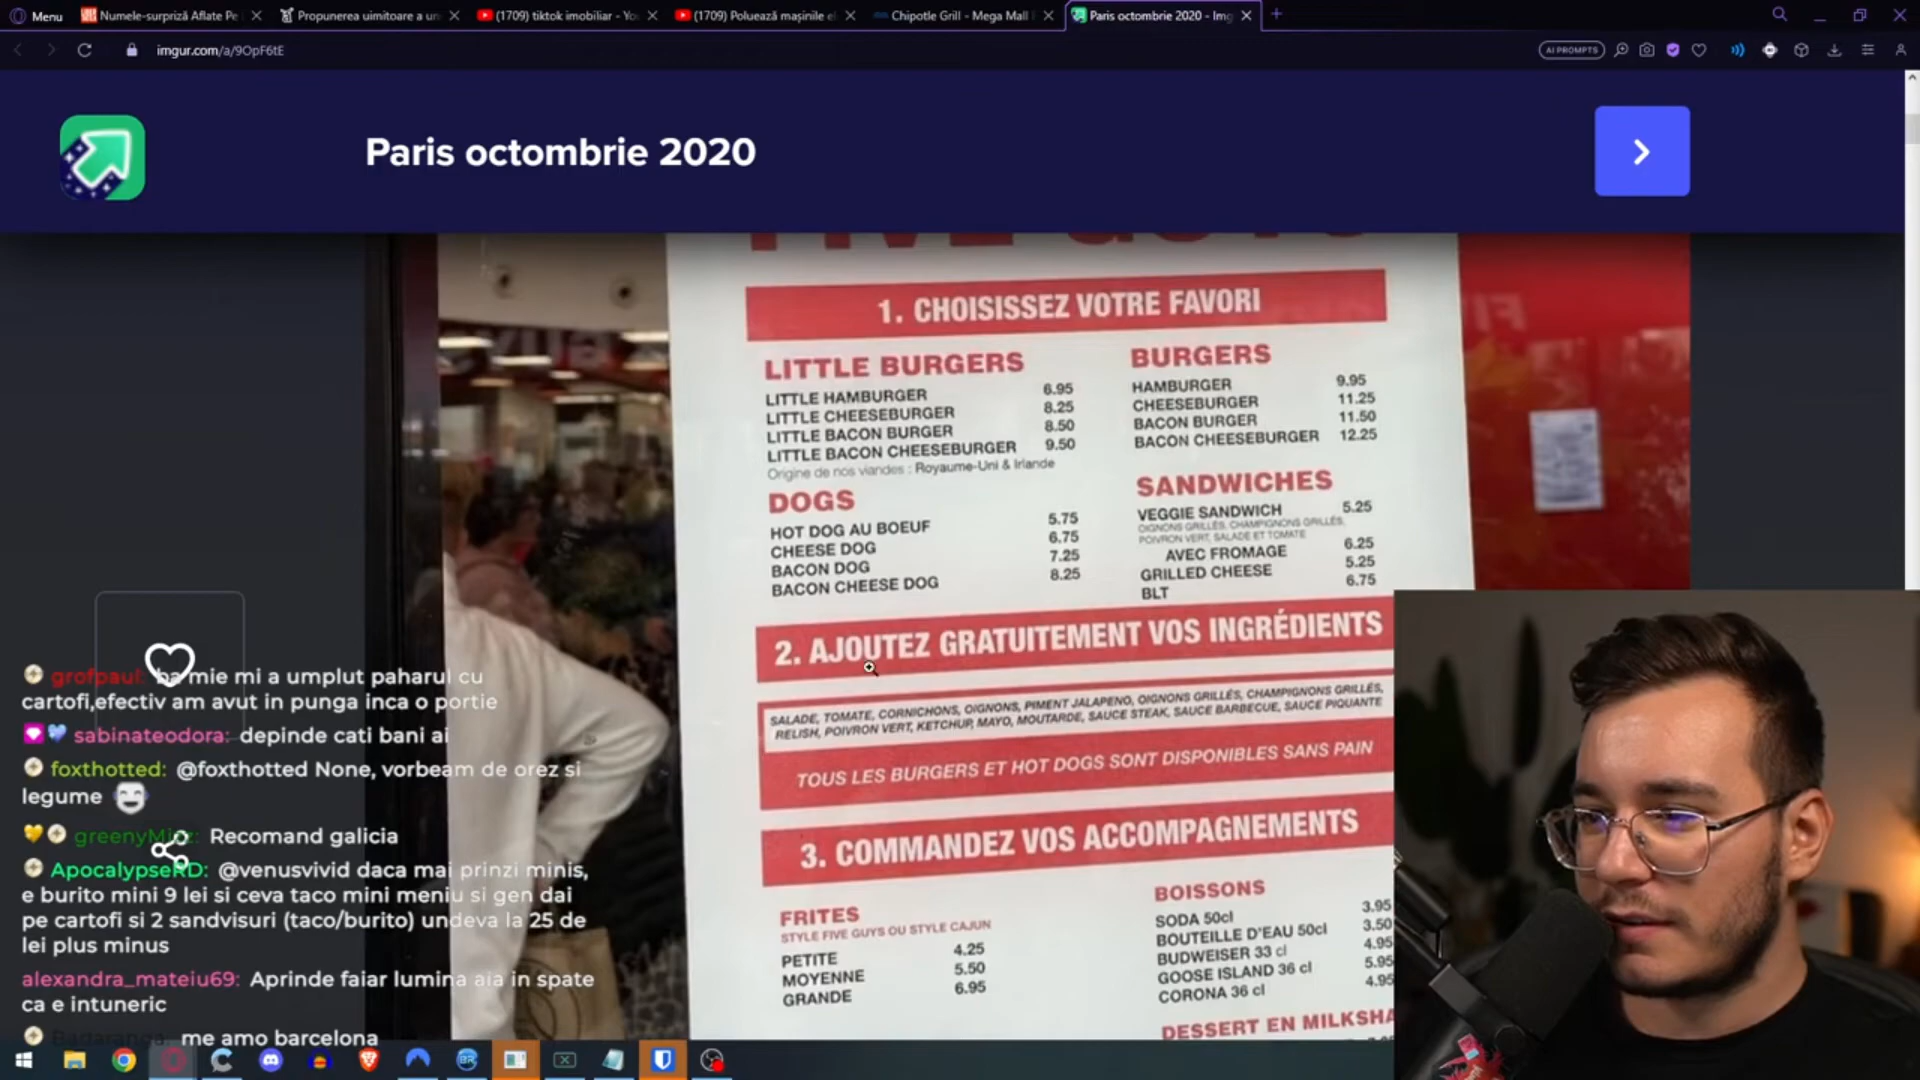 Menu
Numele-surpriză Aflate Pe
Propunerea uimitoare a un
(1709) tiktok imobiliar - Yo
(1709) Poluează mașinile el
Chipotle Grill - Mega Mall
Paris octombrie 2020 - Img
imgur.com/a/9OpF6tE
AI PROMPTS
Paris octombrie 2020
1. CHOISISSEZ VOTRE FAVORI
LITTLE BURGERS
LITTLE HAMBURGER 6.95
LITTLE CHEESEBURGER 8.25
LITTLE BACON BURGER 8.50
LITTLE BACON CHEESEBURGER 9.50
Origine de nos viandes : Royaume-Uni & Irlande
BURGERS
HAMBURGER 9.95
CHEESEBURGER 11.25
BACON BURGER 11.50
BACON CHEESEBURGER 12.25
DOGS
HOT DOG AU BOEUF 5.75
CHEESE DOG 6.75
BACON DOG 7.25
BACON CHEESE DOG 8.25
SANDWICHES
VEGGIE SANDWICH 5.25
OIGNONS GRILLÉS, CHAMPIGNONS GRILLÉS,
POIVRON VERT, SALADE ET TOMATE
AVEC FROMAGE 6.25
GRILLED CHEESE 5.25
BLT 6.75
2. AJOUTEZ GRATUITEMENT VOS INGRÉDIENTS
SALADE, TOMATE, CORNICHONS, OIGNONS, PIMENT JALAPENO, OIGNONS GRILLÉS, CHAMPIGNONS GRILLÉS,
RELISH, POIVRON VERT, KETCHUP, MAYO, MOUTARDE, SAUCE STEAK, SAUCE BARBECUE, SAUCE PIQUANTE
TOUS LES BURGERS ET HOT DOGS SONT DISPONIBLES SANS PAIN
3. COMMANDEZ VOS ACCOMPAGNEMENTS
FRITES
STYLE FIVE GUYS OU STYLE CAJUN
PETITE 4.25
MOYENNE 5.50
GRANDE 6.95
BOISSONS
SODA 50cl 3.95
BOUTEILLE D'EAU 50cl 3.50
BUDWEISER 33 cl 4.95
GOOSE ISLAND 36 cl 5.95
CORONA 36 cl 4.95
DESSERT EN MILKSHA
grofpaul: ba mie mi a umplut paharul cu
cartofi,efectiv am avut in punga inca o portie
sabinateodora: depinde cati bani ai
foxthotted: @foxthotted None, vorbeam de orez si
legume
Recomand galicia
ApocalypseRD: @venusvivid daca mai prinzi minis,
e burito mini 9 lei si ceva taco mini meniu si gen dai
pe cartofi si 2 sandvisuri (taco/burito) undeva la 25 de
lei plus minus
alexandra_mateiu69: Aprinde faiar lumina aia in spate
ca e intuneric
me amo barcelona